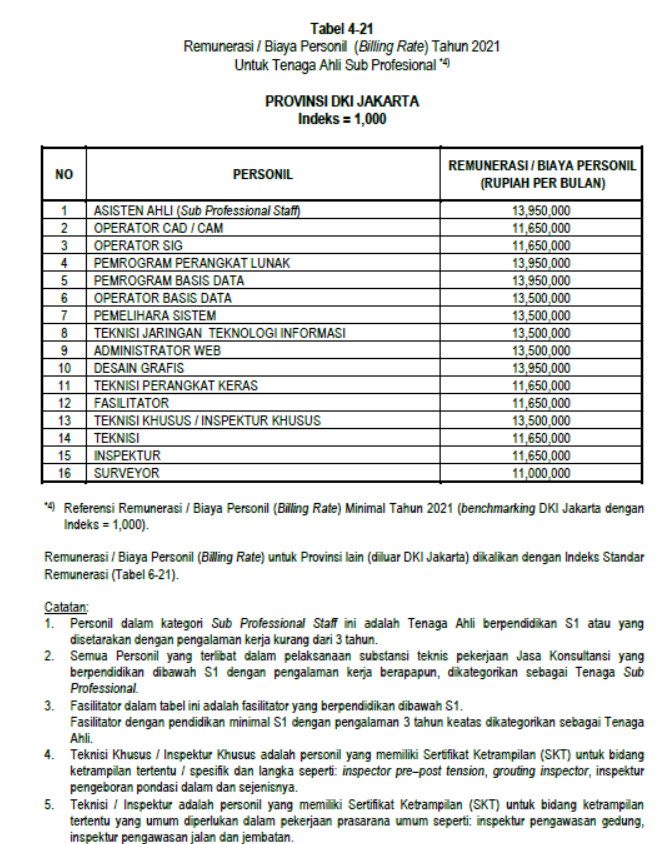 Tabel 4-21
Remunerasi / Biaya Personil (Billing Rate) Tahun 2021
Untuk Tenaga Ahli Sub Profesional *4)
PROVINSI DKI JAKARTA
Indeks = 1,000
NO PERSONIL REMUNERASI / BIAYA PERSONIL (RUPIAH PER BULAN)
1 ASISTEN AHLI (Sub Professional Staff) 13,950,000
2 OPERATOR CAD / CAM 11,650,000
3 OPERATOR SIG 11,650,000
4 PEMROGRAM PERANGKAT LUNAK 13,950,000
5 PEMROGRAM BASIS DATA 13,950,000
6 OPERATOR BASIS DATA 13,500,000
7 PEMELIHARA SISTEM 13,500,000
8 TEKNISI JARINGAN TEKNOLOGI INFORMASI 13,500,000
9 ADMINISTRATOR WEB 13,500,000
10 DESAIN GRAFIS 13,950,000
11 TEKNISI PERANGKAT KERAS 11,650,000
12 FASILITATOR 11,650,000
13 TEKNISI KHUSUS / INSPEKTUR KHUSUS 13,500,000
14 TEKNISI 11,650,000
15 INSPEKTUR 11,650,000
16 SURVEYOR 11,000,000
*4) Referensi Remunerasi / Biaya Personil (Billing Rate) Minimal Tahun 2021 (benchmarking DKI Jakarta dengan
Indeks = 1,000).
Remunerasi / Biaya Personil (Billing Rate) untuk Provinsi lain (diluar DKI Jakarta) dikalikan dengan Indeks Standar
Remunerasi (Tabel 6-21).
Catatan:
1. Personil dalam kategori Sub Professional Staff ini adalah Tenaga Ahli berpendidikan S1 atau yang
disetarakan dengan pengalaman kerja kurang dari 3 tahun.
2. Semua Personil yang terlibat dalam pelaksanaan substansi teknis pekerjaan Jasa Konsultansi yang
berpendidikan dibawah S1 dengan pengalaman kerja berapapun, dikategorikan sebagai Tenaga Sub
Professional.
3. Fasilitator dalam tabel ini adalah fasilitator yang berpendidikan dibawah S1.
Fasilitator dengan pendidikan minimal S1 dengan pengalaman 3 tahun keatas dikategorikan sebagai Tenaga
Ahli.
4. Teknisi Khusus / Inspektur Khusus adalah personil yang memiliki Sertifikat Ketrampilan (SKT) untuk bidang
ketrampilan tertentu / spesifik dan langka seperti: inspector pre–post tension, grouting inspector, inspektur
pengeboran pondasi dalam dan sejenisnya.
5. Teknisi / Inspektur adalah personil yang memiliki Sertifikat Ketrampilan (SKT) untuk bidang ketrampilan
tertentu yang umum diperlukan dalam pekerjaan prasarana umum seperti: inspektur pengawasan gedung,
inspektur pengawasan jalan dan jembatan.